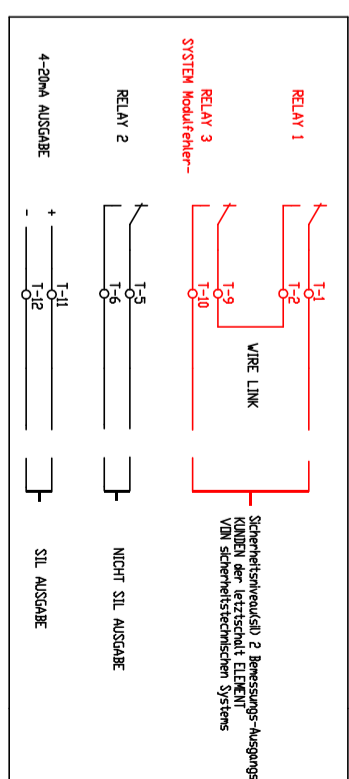 RELAY 1
T-1
T-2
WIRE LINK
Sicherheitsniveau(sil) 2 Bemessungs-Ausgangs
KUNDEN der letztschalt ELEMENT
VON sicherheitstechnischen Systems
RELAY 3
SYSTEM Modulfehler-
T-9
T-10
RELAY 2
T-5
T-6
NICHT SIL AUSGABE
4-20mA AUSGABE
+
-
T-11
T-12
SIL AUSGABE